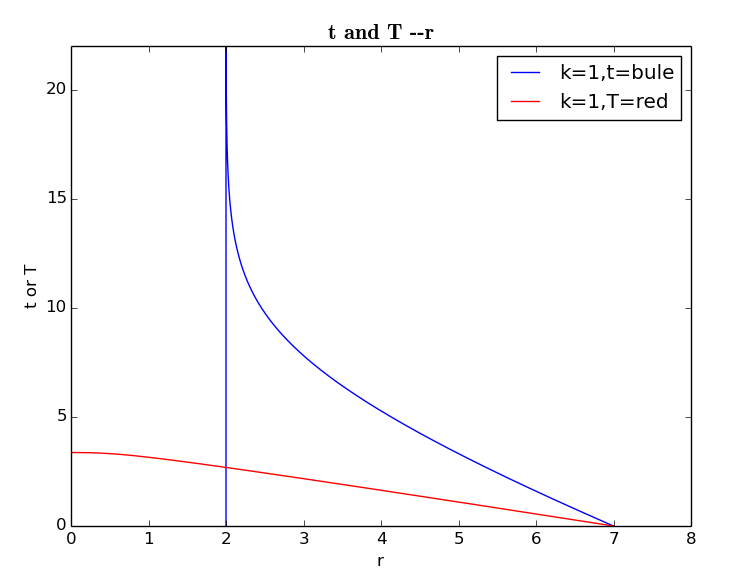 t and T --r
k=1,t=bule
k=1,T=red
20
15
10
5
0
t or T
0 1 2 3 4 5 6 7 8
r